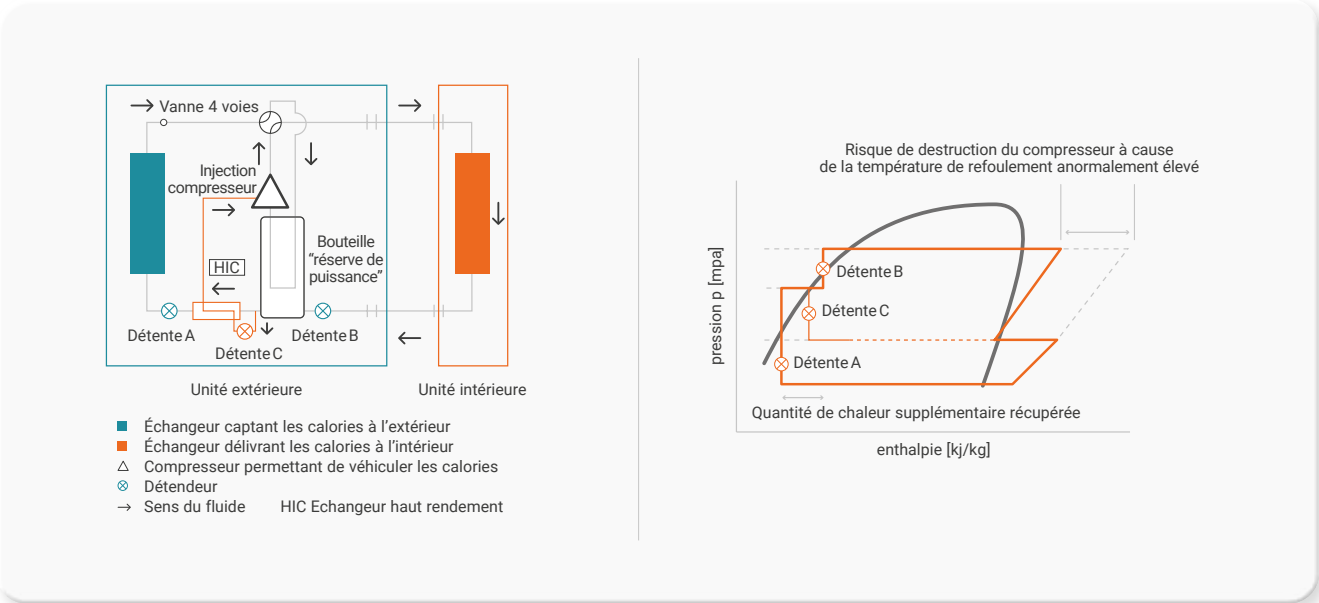 Vanne 4 voies
Injection
compresseur
Bouteille
“réserve de
puissance”
HIC
Détente A
Détente C
Détente B
Unité extérieure
Unité intérieure
Échangeur captant les calories à l’extérieur
Échangeur délivrant les calories à l’intérieur
Compresseur permettant de véhiculer les calories
Détendeur
Sens du fluide
HIC Echangeur haut rendement
Risque de destruction du compresseur à cause
de la température de refoulement anormalement élevé
pression p [mpa]
Détente B
Détente C
Détente A
Quantité de chaleur supplémentaire récupérée
enthalpie [kj/kg]